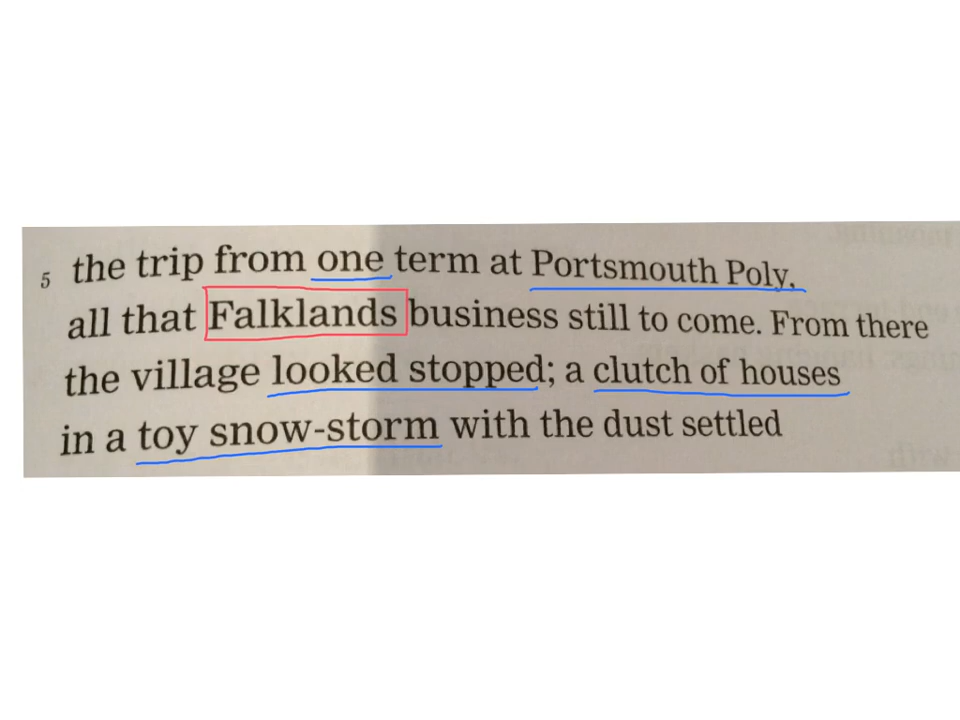 5 the trip from one term at Portsmouth Poly,
all that Falklands business still to come. From there
the village looked stopped; a clutch of houses
in a toy snow-storm with the dust settled